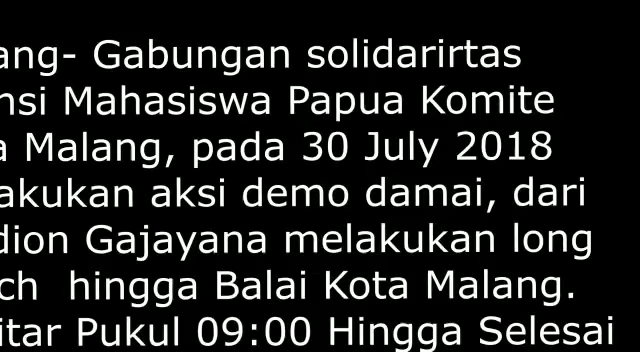 ang- Gabungan solidarirtas
nsi Mahasiswa Papua Komite
a Malang, pada 30 July 2018
akukan aksi demo damai, dari
dion Gajayana melakukan long
ch hingga Balai Kota Malang.
itar Pukul 09:00 Hingga Selesai